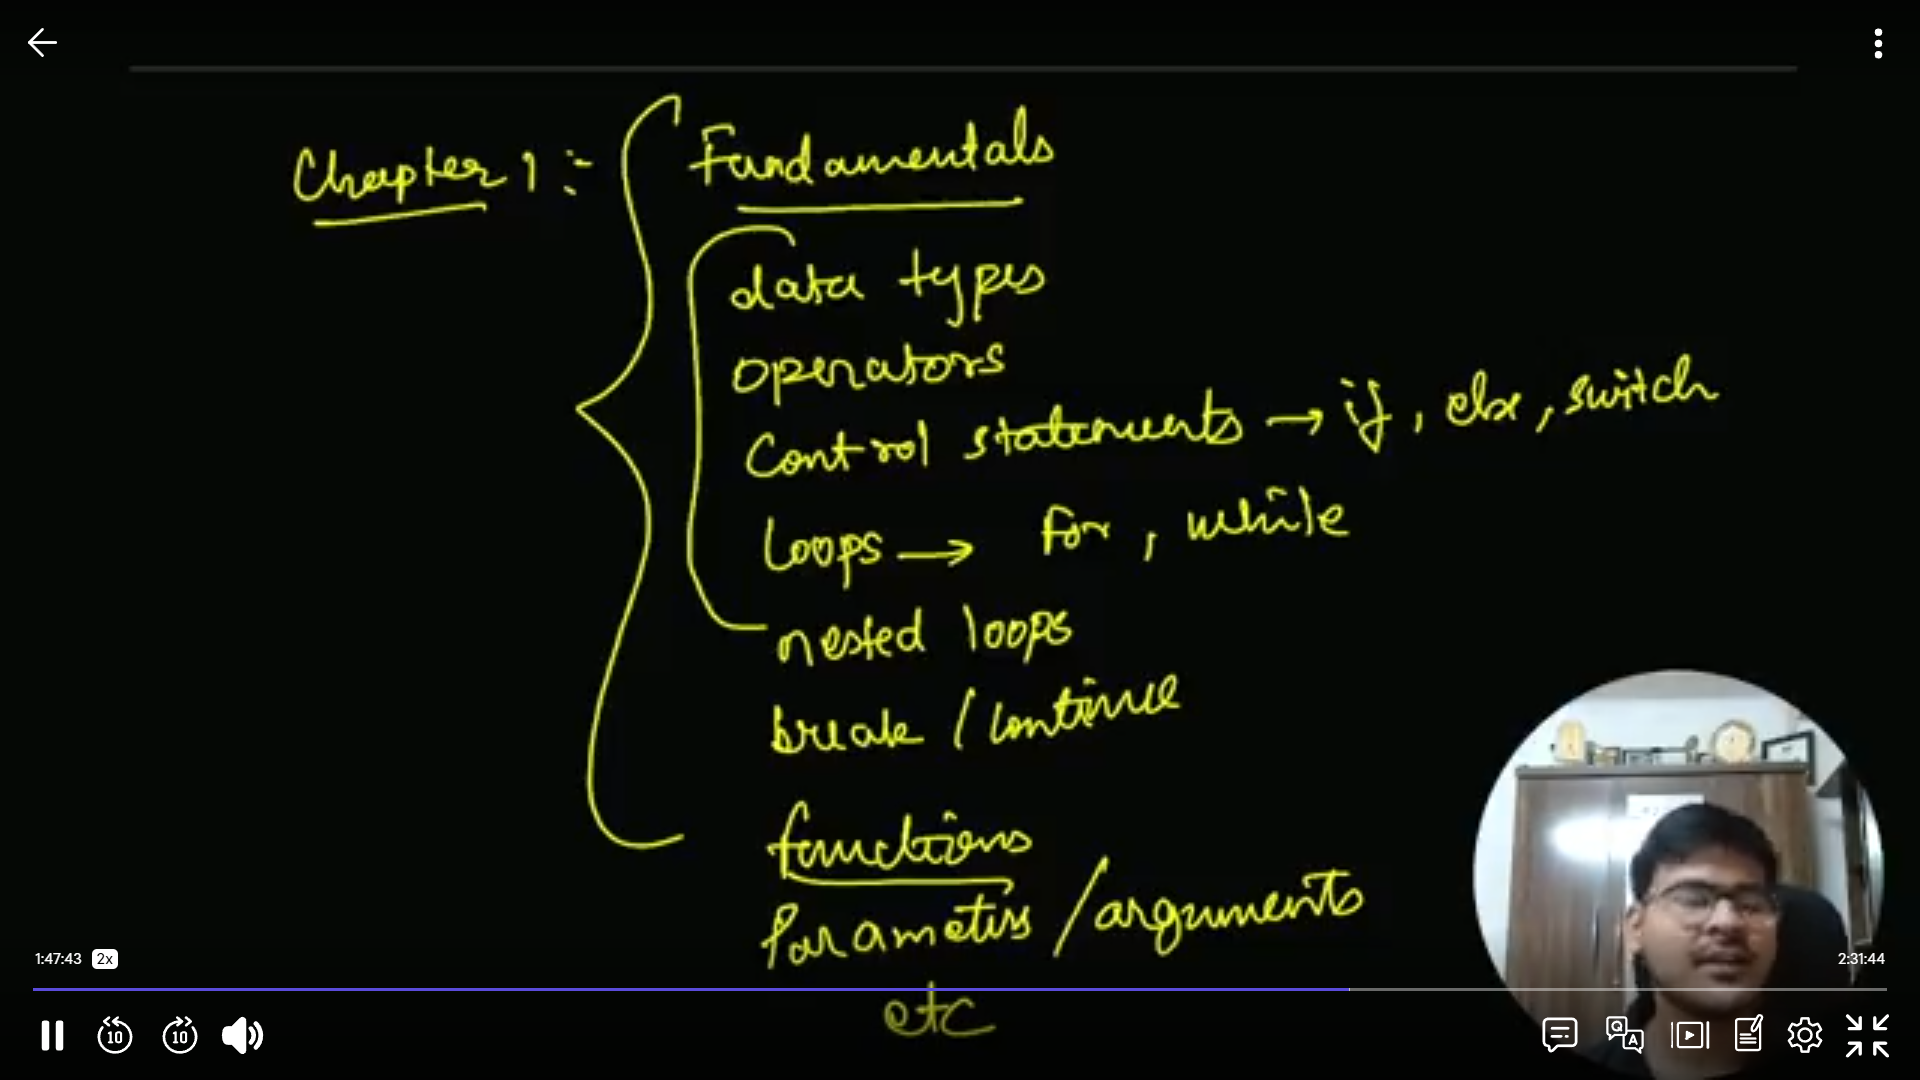 Chapter 1 :-
Fundamentals
data types
operators
Control statements → if, else, switch
loops → for, while
nested loops
break / continue
functions
Parameters / arguments
etc
1:47:43 2x
2:31:44
10 10
Q A